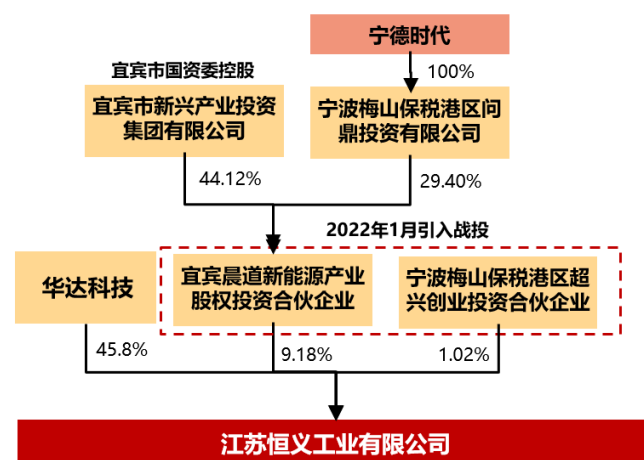 宁德时代
宜宾市国资委控股
100%
宜宾市新兴产业投资
集团有限公司
宁波梅山保税港区问
鼎投资有限公司
44.12%
29.40%
2022年1月引入战投
华达科技
宜宾晨道新能源产业
股权投资合伙企业
宁波梅山保税港区超
兴创业投资合伙企业
45.8%
9.18%
1.02%
江苏恒义工业有限公司